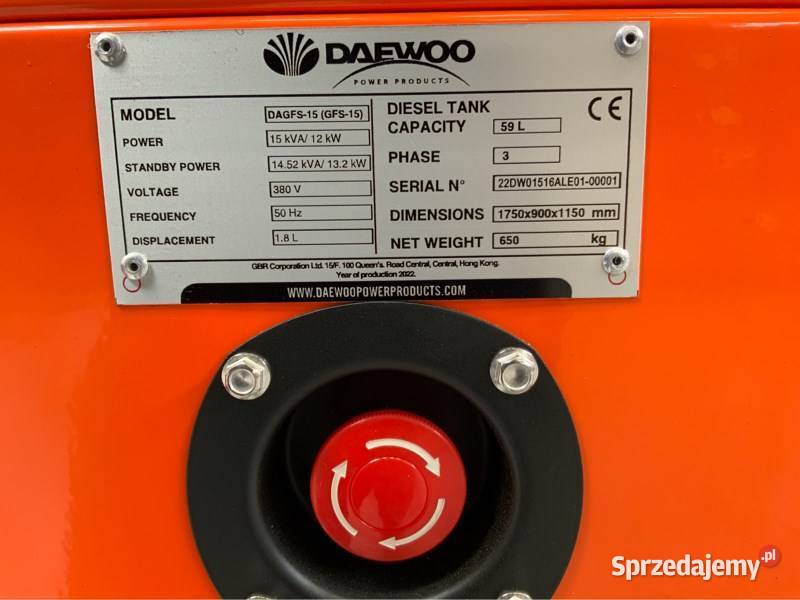 DAEWOO
POWER PRODUCTS
MODEL DAGFS-15 (GFS-15)
POWER 15 kVA/ 12 kW
STANDBY POWER 14.52 kVA/ 13.2 kW
VOLTAGE 380 V
FREQUENCY 50 Hz
DISPLACEMENT 1.8 L
DIESEL TANK
CAPACITY 59 L
CE
PHASE 3
SERIAL N° 22DW01516ALE01-00001
DIMENSIONS 1750x900x1150 mm
NET WEIGHT 650 kg
GBR Corporation Ltd. 15/F. 100 Queen's. Road Central, Central, Hong Kong.
Year of production 2022.
WWW.DAEWOOPOWERPRODUCTS.COM
Sprzedajemy.pl